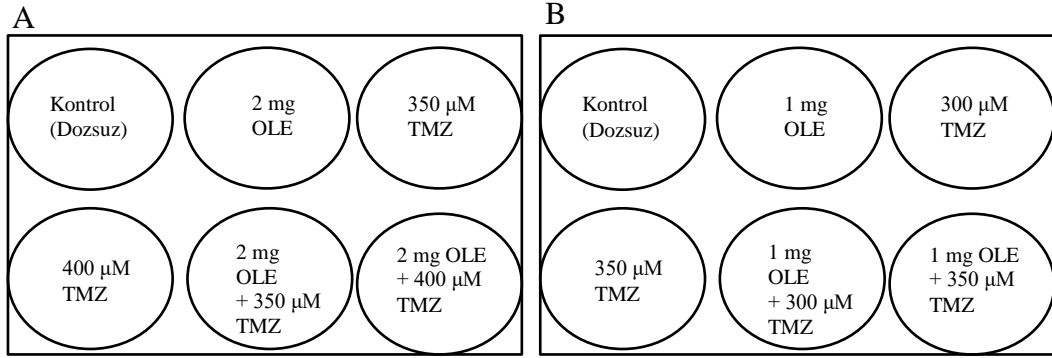 A
Kontrol
(Dozsuz)
2 mg
OLE
350 μM
TMZ
400 μM
TMZ
2 mg
OLE
+ 350 μM
TMZ
2 mg OLE
+ 400 μM
TMZ
B
Kontrol
(Dozsuz)
1 mg
OLE
300 μM
TMZ
350 μM
TMZ
1 mg
OLE
+ 300 μM
TMZ
1 mg OLE
+ 350 μM
TMZ